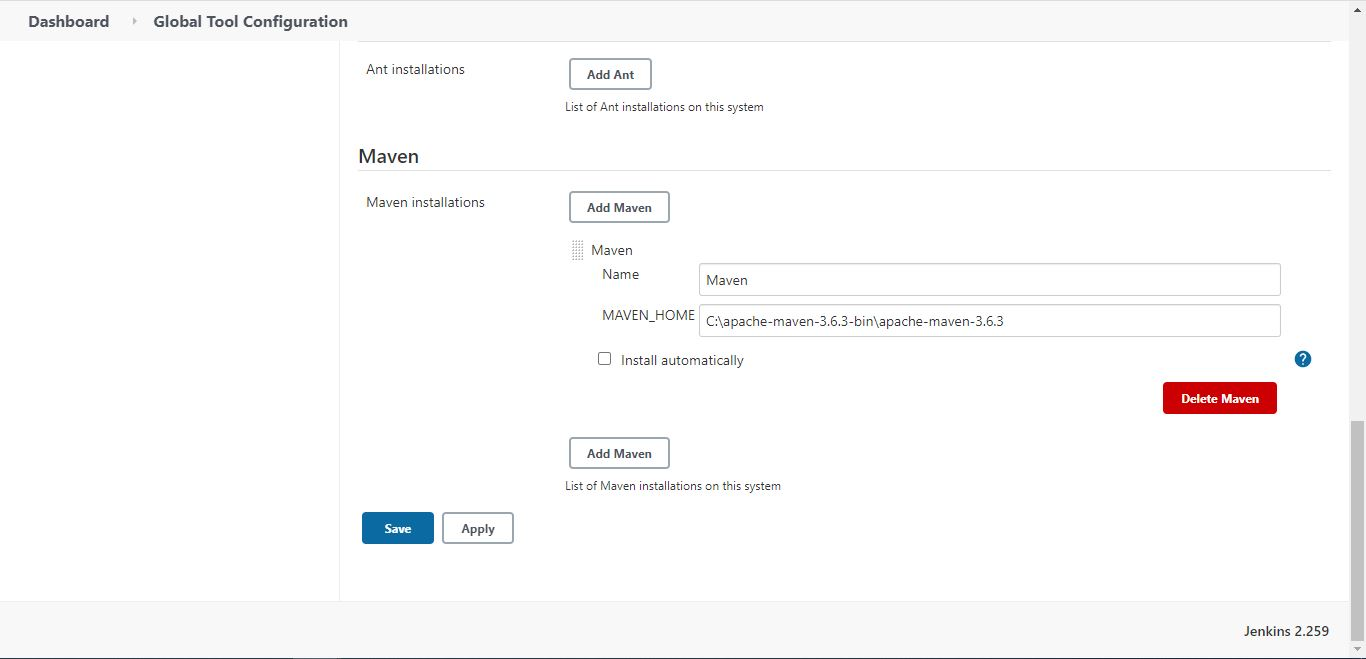 Dashboard Global Tool Configuration
Ant installations
Add Ant
List of Ant installations on this system
Maven
Maven installations
Add Maven
Maven
Name
Maven
MAVEN_HOME
C:\apache-maven-3.6.3-bin\apache-maven-3.6.3
Install automatically
?
Delete Maven
Add Maven
List of Maven installations on this system
Save Apply
Jenkins 2.259